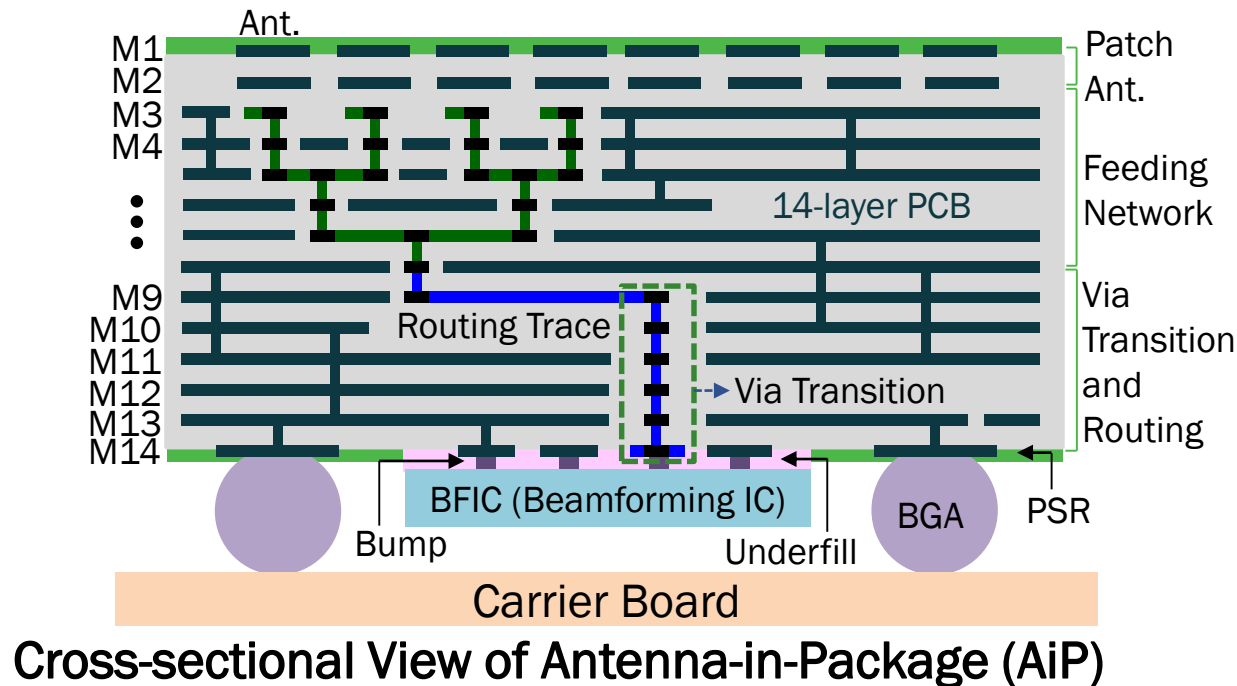 Ant.
M1
M2
M3
M4
M9
M10
M11
M12
M13
M14
Patch
Ant.
Feeding
Network
14-layer PCB
Via
Transition
and
Routing
Routing Trace
Via Transition
BFIC (Beamforming IC)
BGA
PSR
Bump
Underfill
Carrier Board
Cross-sectional View of Antenna-in-Package (AiP)